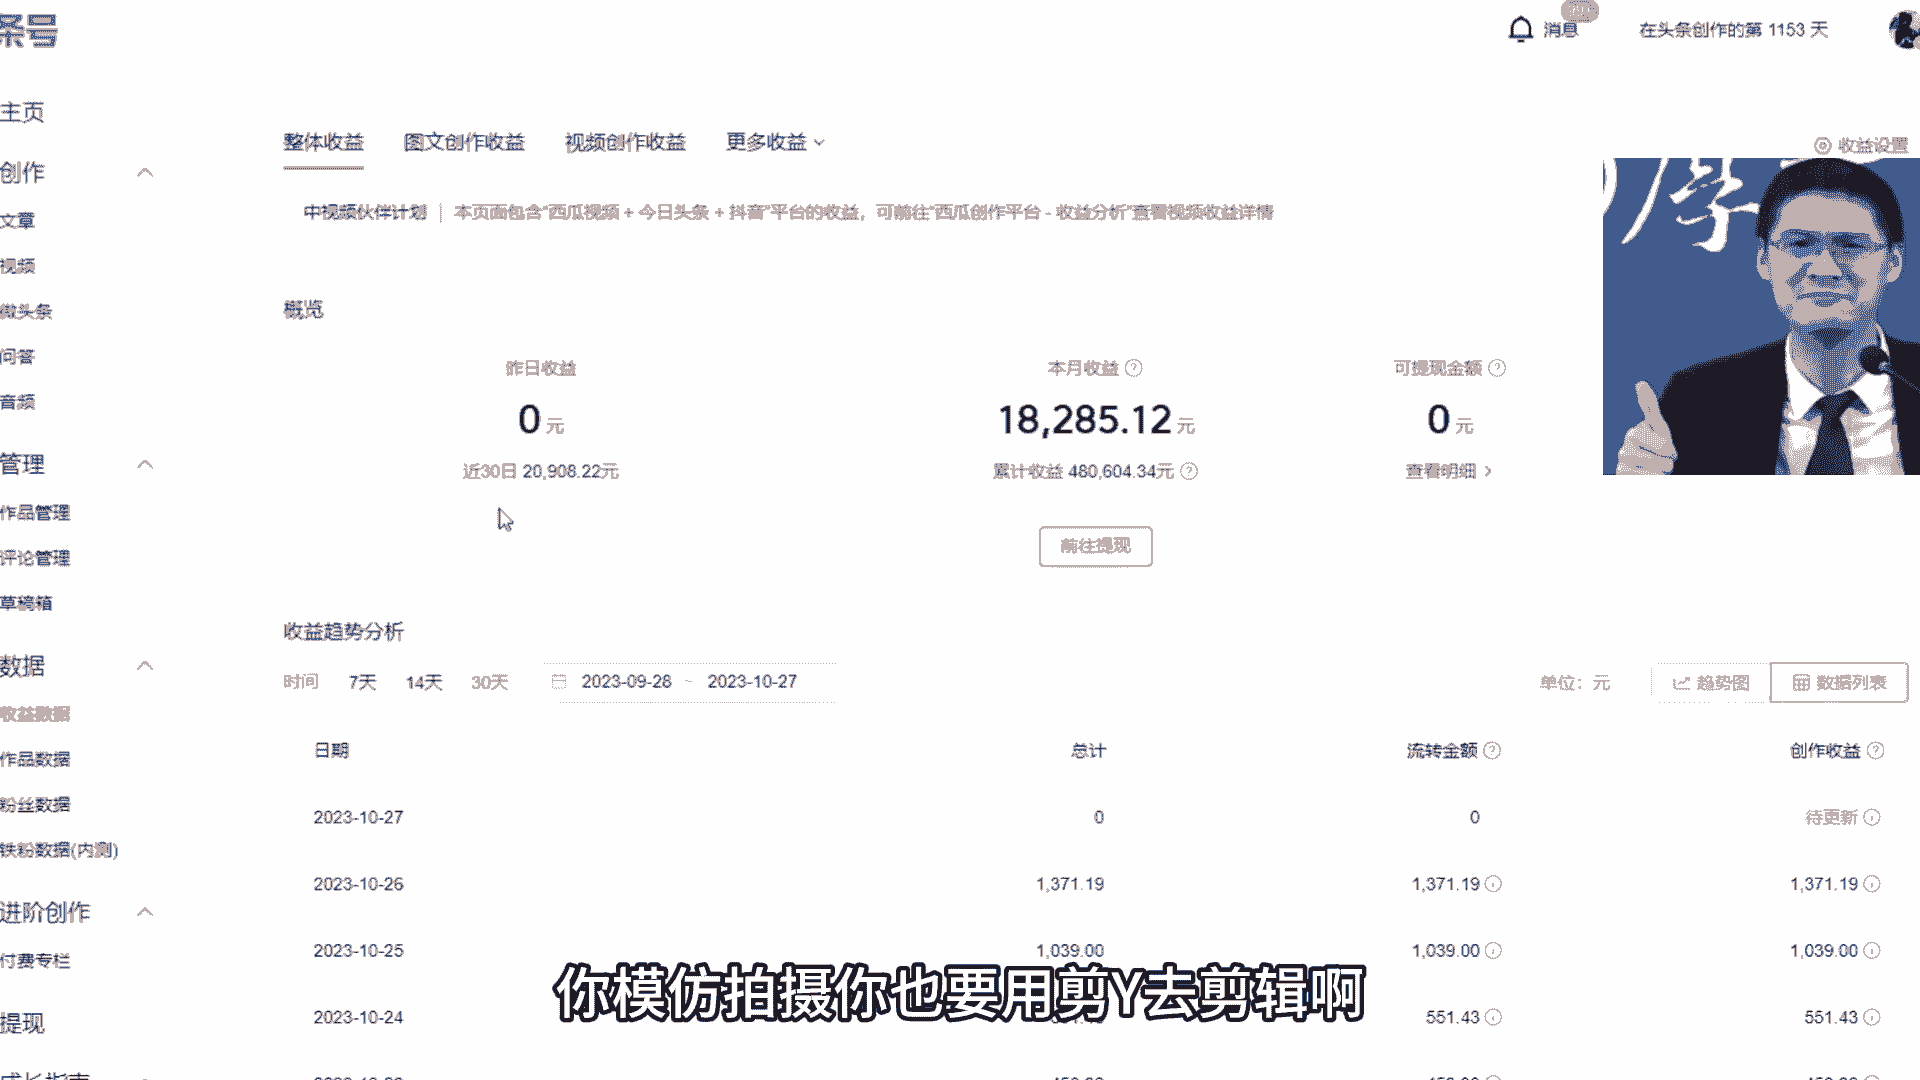 条号
消息
在头条创作的第 1153 天
主页
创作
文章
视频
微头条
问答
音频
管理
作品管理
评论管理
草稿箱
数据
收益数据
作品数据
粉丝数据
铁粉数据(内测)
进阶创作
付费专栏
提现
成长指南
整体收益 图文创作收益 视频创作收益 更多收益
收益设置
中视频伙伴计划 | 本页面包含“西瓜视频 + 今日头条 + 抖音”平台的收益，可前往“西瓜创作平台 - 收益分析”查看视频收益详情
概览
昨日收益 本月收益 可提现金额
0 元 18,285.12 元 0 元
近30日 20,908.22元 累计收益 480,604.34元 查看明细 >
前往提现
收益趋势分析
时间 7天 14天 30天 2023-09-28 ~ 2023-10-27 单位：元 趋势图 数据列表
日期 总计 流转金额 创作收益
2023-10-27 0 0 待更新
2023-10-26 1,371.19 1,371.19 1,371.19
2023-10-25 1,039.00 1,039.00 1,039.00
2023-10-24 551.43 551.43
你模仿拍摄你也要用剪Y去剪辑啊